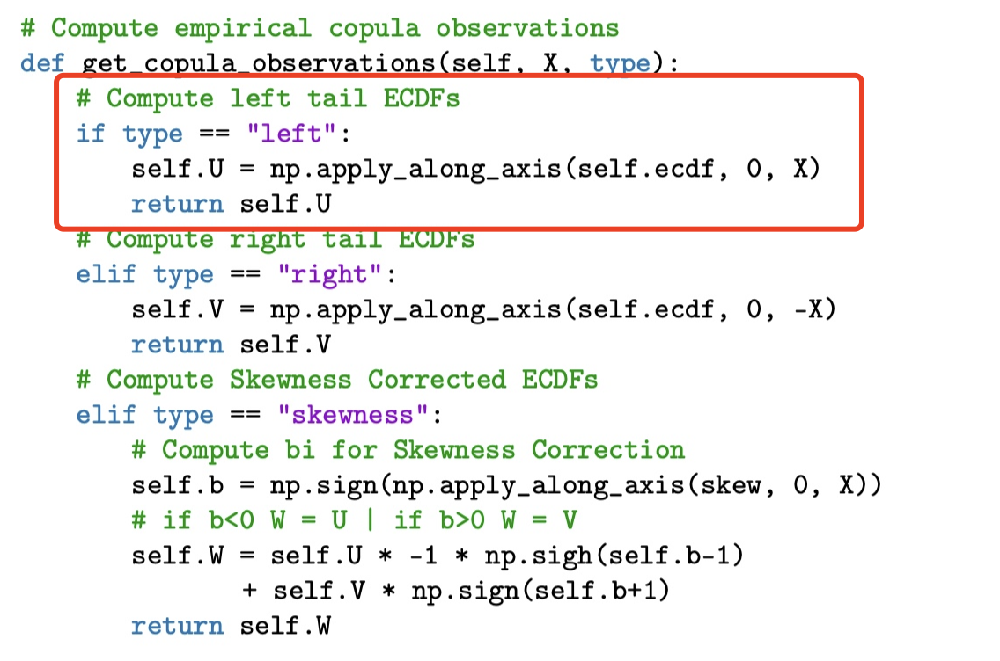 # Compute empirical copula observations
def get_copula_observations(self, X, type):
# Compute left tail ECDFs
if type == "left":
self.U = np.apply_along_axis(self.ecdf, 0, X)
return self.U
# Compute right tail ECDFs
elif type == "right":
self.V = np.apply_along_axis(self.ecdf, 0, -X)
return self.V
# Compute Skewness Corrected ECDFs
elif type == "skewness":
# Compute bi for Skewness Correction
self.b = np.sign(np.apply_along_axis(skew, 0, X))
# if b<0 W = U | if b>0 W = V
self.W = self.U * -1 * np.sigh(self.b-1)
+ self.V * np.sign(self.b+1)
return self.W